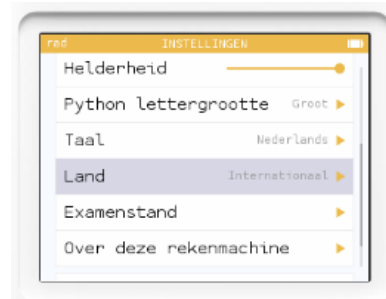 rad INSTELLINGEN
Helderheid
Python lettergrootte Groot
Taal Nederlands
Land Internationaal
Examenstand
Over deze rekenmachine